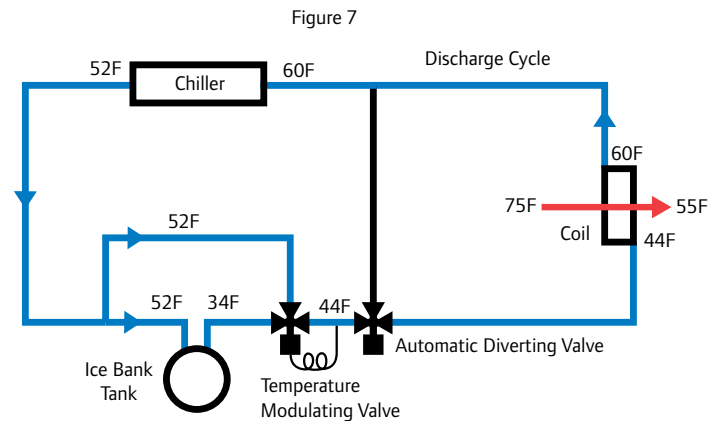 Figure 7
Discharge Cycle
52F
Chiller
60F
60F
75F
55F
Coil
44F
52F
52F
34F
44F
Automatic Diverting Valve
Ice Bank
Tank
Temperature
Modulating Valve